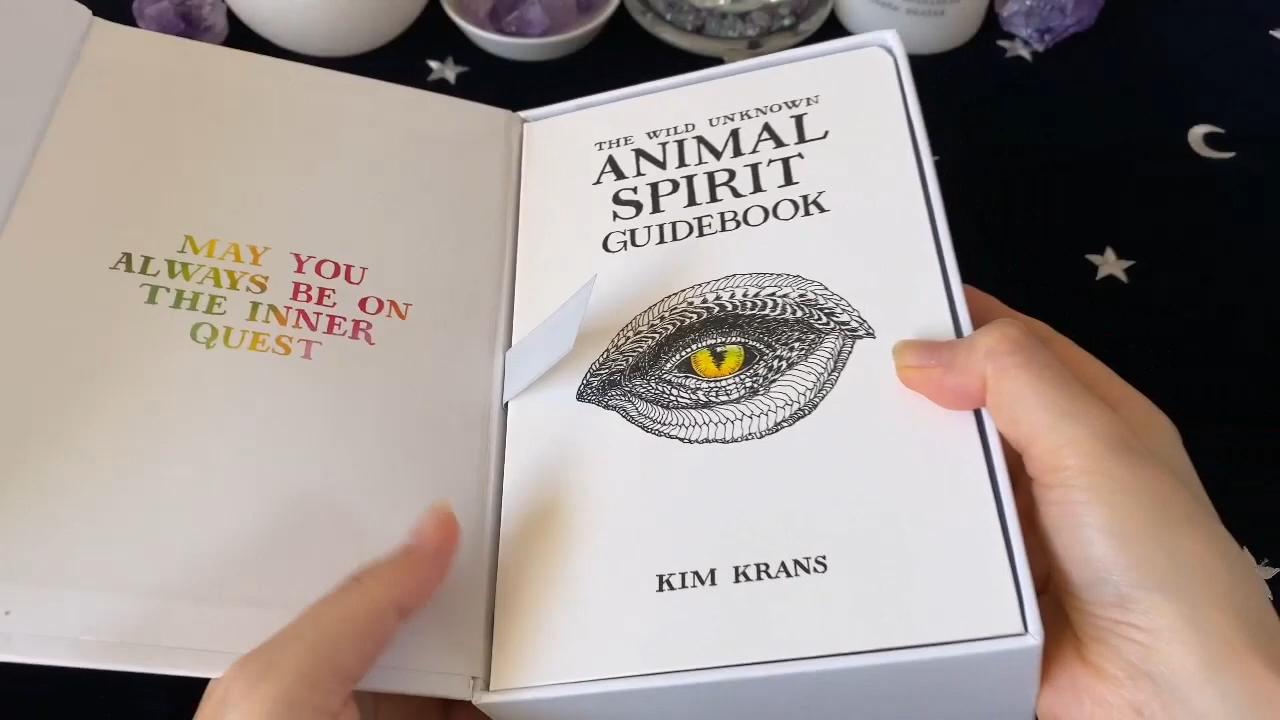 MAY YOU
ALWAYS BE ON
THE INNER
QUEST
THE WILD UNKNOWN
ANIMAL
SPIRIT
GUIDEBOOK
KIM KRANS